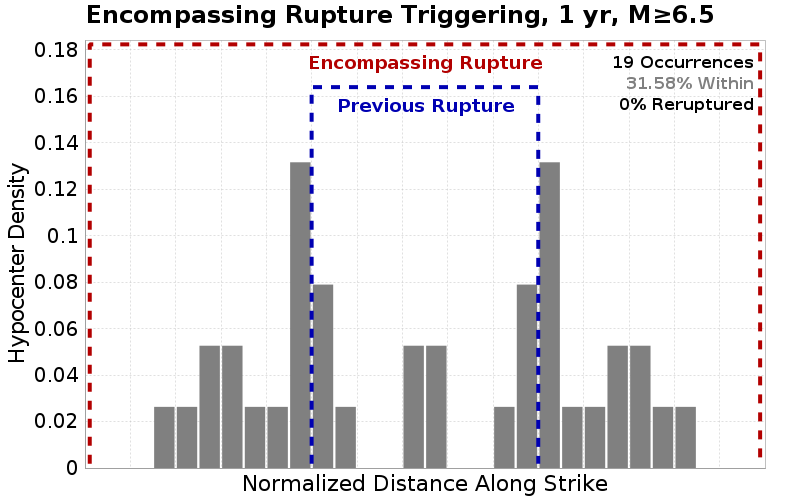 Encompassing Rupture Triggering, 1 yr, M≥6.5
0.18
0.16
0.14
0.12
0.1
0.08
0.06
0.04
0.02
0
Hypocenter Density
Encompassing Rupture
Previous Rupture
19 Occurrences
31.58% Within
0% Reruptured
Normalized Distance Along Strike